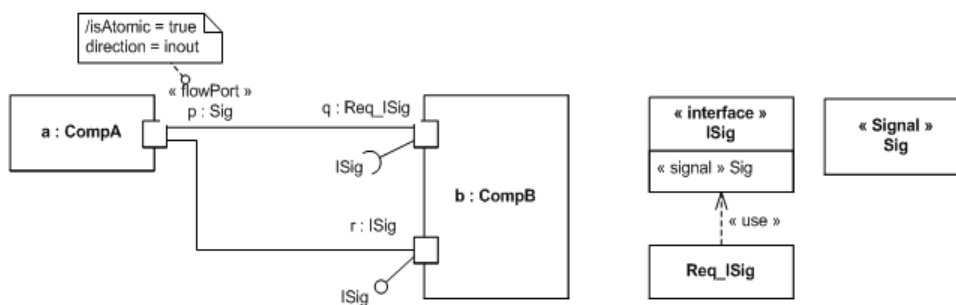 /isAtomic = true
direction = inout
« flowPort »
p : Sig
q : Req_ISig
a : CompA
ISig
b : CompB
r : ISig
ISig
« interface »
ISig
« signal » Sig
« use »
Req_ISig
« Signal »
Sig